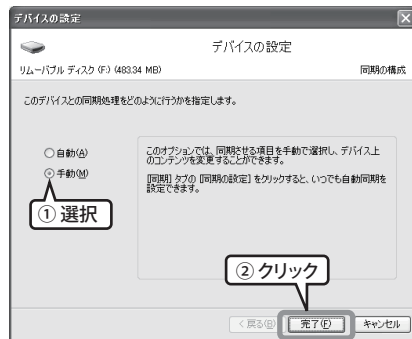 デバイスの設定
デバイスの設定
リムーバブル ディスク (F:) (483.34 MB)
同期の構成
このデバイスとの同期処理をどのように行うかを指定します。
自動(A)
手動(M)
このオプションでは、同期させる項目を手動で選択し、デバイス上
のコンテンツを変更することができます。
[同期] タブの [同期の設定] をクリックすると、いつでも自動同期を
設定できます。
① 選択
② クリック
< 戻る(B)
完了(F)
キャンセル